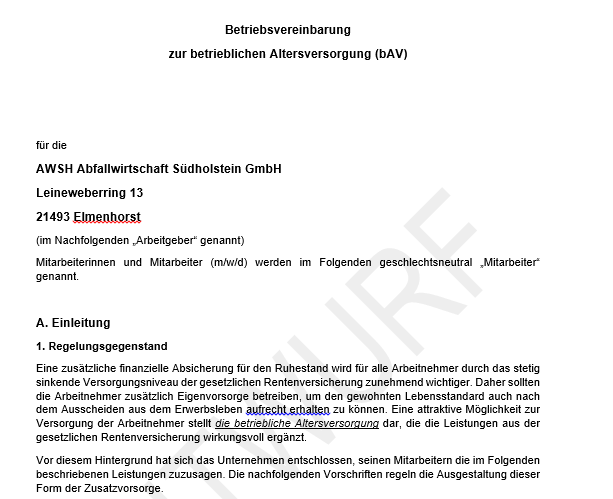 Betriebsvereinbarung
zur betrieblichen Altersversorgung (bAV)
für die
AWSH Abfallwirtschaft Südholstein GmbH
Leineweberring 13
21493 Elmenhorst
(im Nachfolgenden „Arbeitgeber“ genannt)
Mitarbeiterinnen und Mitarbeiter (m/w/d) werden im Folgenden geschlechtsneutral „Mitarbeiter“
genannt.
A. Einleitung
1. Regelungsgegenstand
Eine zusätzliche finanzielle Absicherung für den Ruhestand wird für alle Arbeitnehmer durch das stetig
sinkende Versorgungsniveau der gesetzlichen Rentenversicherung zunehmend wichtiger. Daher sollten
die Arbeitnehmer zusätzlich Eigenvorsorge betreiben, um den gewohnten Lebensstandard auch nach
dem Ausscheiden aus dem Erwerbsleben aufrecht erhalten zu können. Eine attraktive Möglichkeit zur
Versorgung der Arbeitnehmer stellt die betriebliche Altersversorgung dar, die die Leistungen aus der
gesetzlichen Rentenversicherung wirkungsvoll ergänzt.
Vor diesem Hintergrund hat sich das Unternehmen entschlossen, seinen Mitarbeitern die im Folgenden
beschriebenen Leistungen zuzusagen. Die nachfolgenden Vorschriften regeln die Ausgestaltung dieser
Form der Zusatzvorsorge.
NTWURF